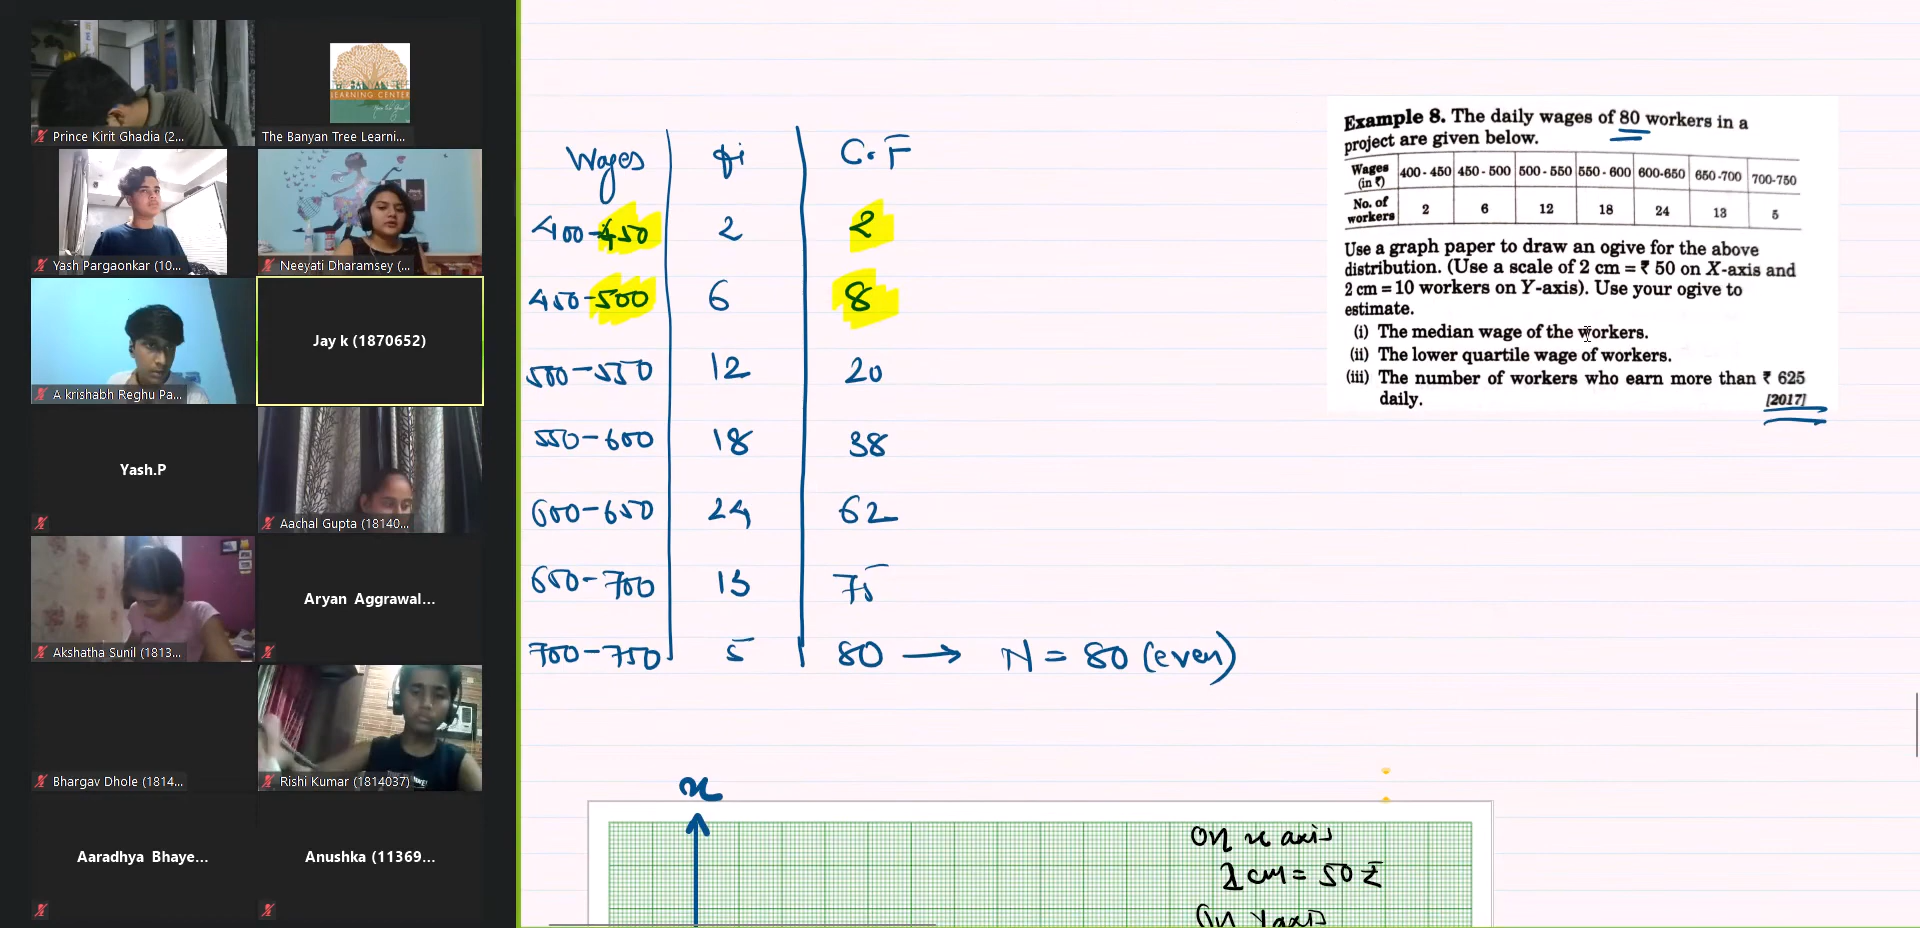 Prince Kirit Ghadia (2...
LEARNING CENTER
The Banyan Tree Learni...
Yash Pargaonkar (10...
Neeyati Dharamsey (...
A krishabh Reghu Pa...
Jay k (1870652)
Yash.P
Aachal Gupta (18140...
Akshatha Sunil (1813...
Aryan Aggrawal...
Bhargav Dhole (1814...
Rishi Kumar (1814037)
Aaradhya Bhaye...
Anushka (11369...
Wages fi C.F
400-450 2 2
450-500 6 8
500-550 12 20
550-600 18 38
600-650 24 62
650-700 13 75
700-750 5 80 → N = 80 (even)
x
on x axis
2 cm = 50 ₹
On Y axis
Example 8. The daily wages of 80 workers in a
project are given below.
Wages (in ₹) 400 - 450 450 - 500 500 - 550 550 - 600 600-650 650-700 700-750
No. of workers 2 6 12 18 24 13 5
Use a graph paper to draw an ogive for the above
distribution. (Use a scale of 2 cm = ₹ 50 on X-axis and
2 cm = 10 workers on Y-axis). Use your ogive to
estimate.
(i) The median wage of the workers.
(ii) The lower quartile wage of workers.
(iii) The number of workers who earn more than ₹ 625
daily. [2017]